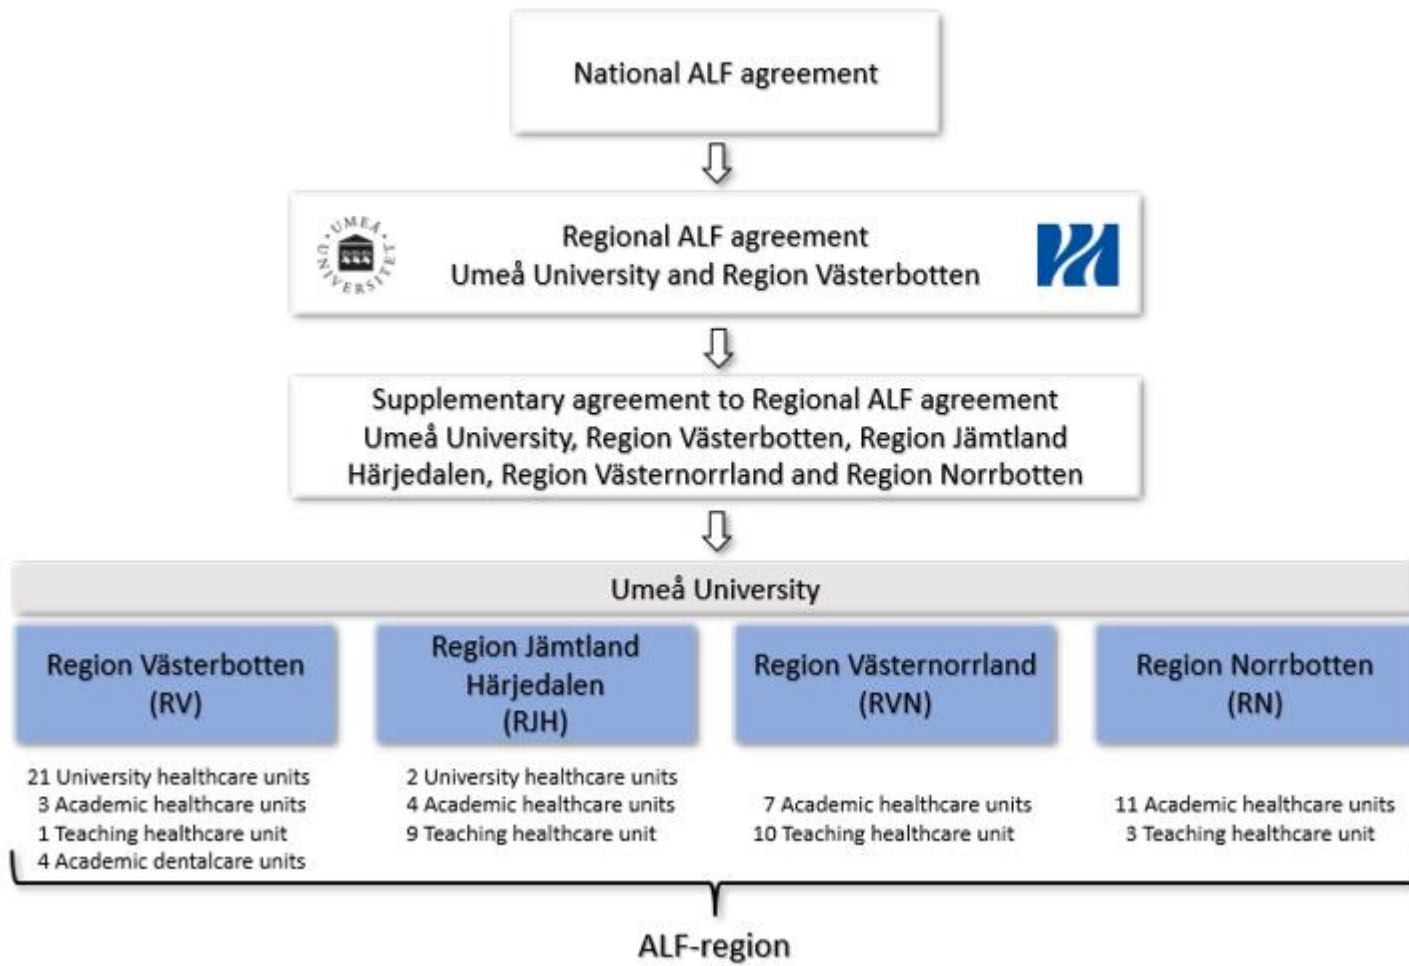 National ALF agreement
UMEÅ UNIVERSITET
Regional ALF agreement
Umeå University and Region Västerbotten
Supplementary agreement to Regional ALF agreement
Umeå University, Region Västerbotten, Region Jämtland
Härjedalen, Region Västernorrland and Region Norrbotten
Umeå University
Region Västerbotten
(RV)
Region Jämtland
Härjedalen
(RJH)
Region Västernorrland
(RVN)
Region Norrbotten
(RN)
21 University healthcare units
3 Academic healthcare units
1 Teaching healthcare unit
4 Academic dentalcare units
2 University healthcare units
4 Academic healthcare units
9 Teaching healthcare unit
7 Academic healthcare units
10 Teaching healthcare unit
11 Academic healthcare units
3 Teaching healthcare unit
ALF-region